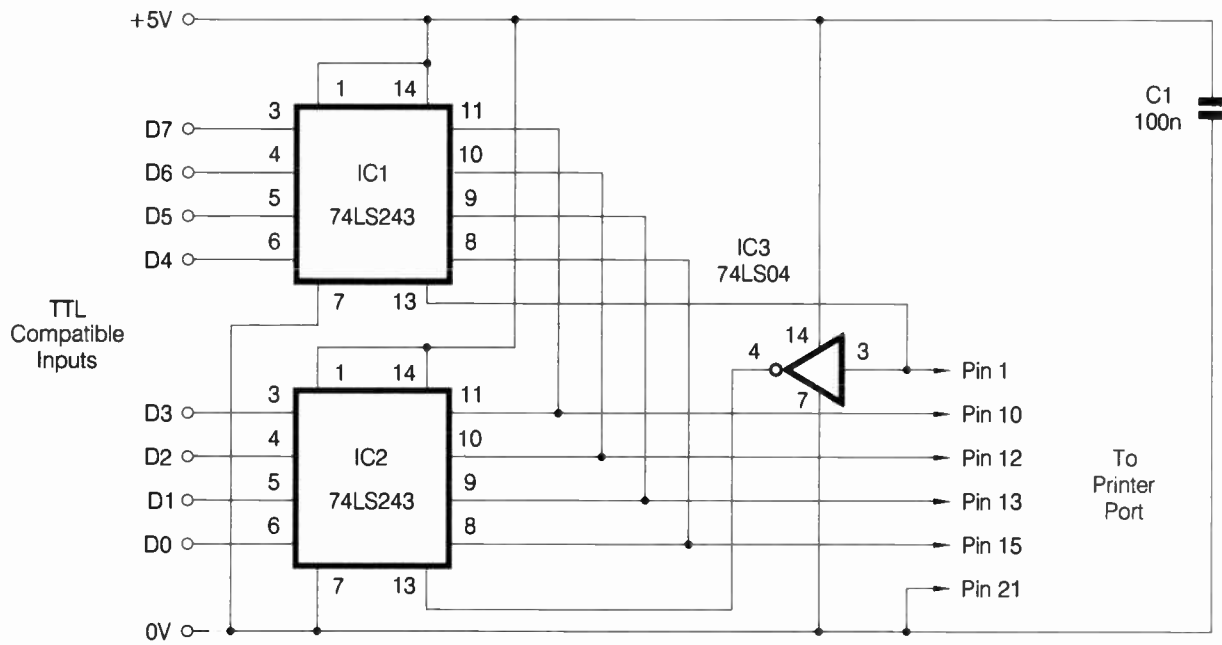 +5V
1
14
3
11
D7
4
IC1
10
D6
5
74LS243
9
D5
6
8
D4
7
13
C1
100n
IC3
74LS04
TTL
Compatible
Inputs
14
4
3
7
Pin 1
1
14
3
11
D3
Pin 10
4
IC2
10
D2
Pin 12
5
74LS243
9
D1
Pin 13
6
8
D0
Pin 15
7
13
Pin 21
To
Printer
Port
0V